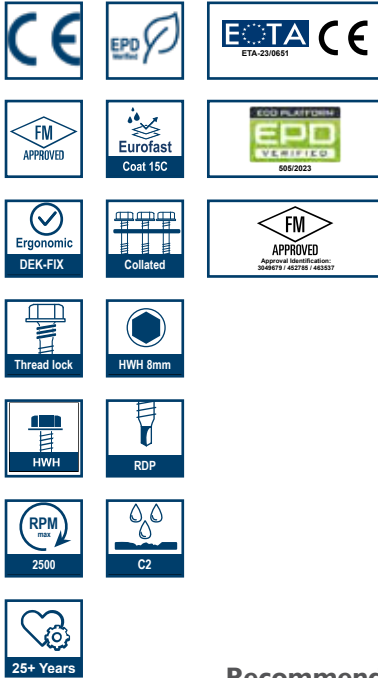 CE
EPD
Verified
EOTA CE
ETA-23/0651
FM
APPROVED
Eurofast
Coat 15C
ECO PLATFORM
EPD
VERIFIED
505/2023
Ergonomic
DEK-FIX
Collated
FM
APPROVED
Approval Identification:
3049679 / 452785 / 463537
Thread lock
HWH 8mm
HWH
RDP
RPM
max
2500
C2
25+ Years
Recommend